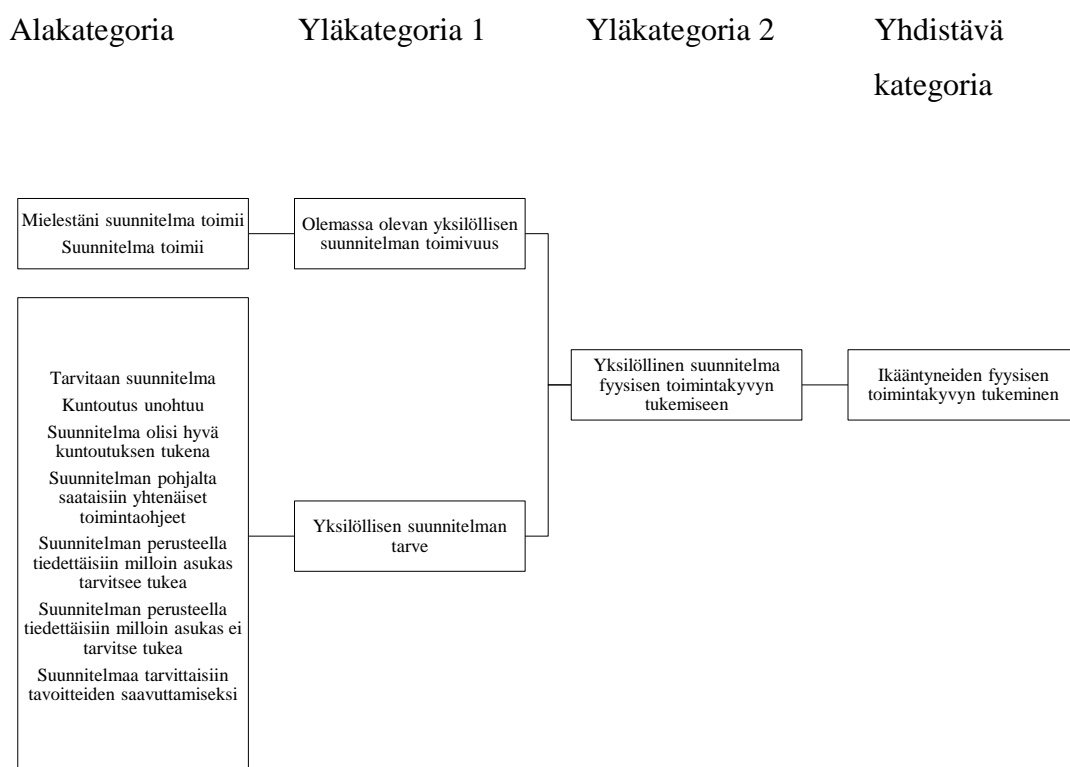 Alakategoria
Yläkategoria 1
Yläkategoria 2
Yhdistävä
kategoria
Mielestäni suunnitelma toimii
Suunnitelma toimii
Olemassa olevan yksilöllisen
suunnitelman toimivuus
Tarvitaan suunnitelma
Kuntoutus unohtuu
Suunnitelma olisi hyvä
kuntoutuksen tukena
Suunnitelman pohjalta
saataisiin yhtenäiset
toimintaohjeet
Suunnitelman perusteella
tiedettäisiin milloin asukas
tarvitsee tukea
Suunnitelman perusteella
tiedettäisiin milloin asukas ei
tarvitse tukea
Suunnitelmaa tarvittaisiin
tavoitteiden saavuttamiseksi
Yksilöllisen suunnitelman
tarve
Yksilöllinen suunnitelma
fyysisen toimintakyvyn
tukemiseen
Ikääntyneiden fyysisen
toimintakyvyn tukeminen